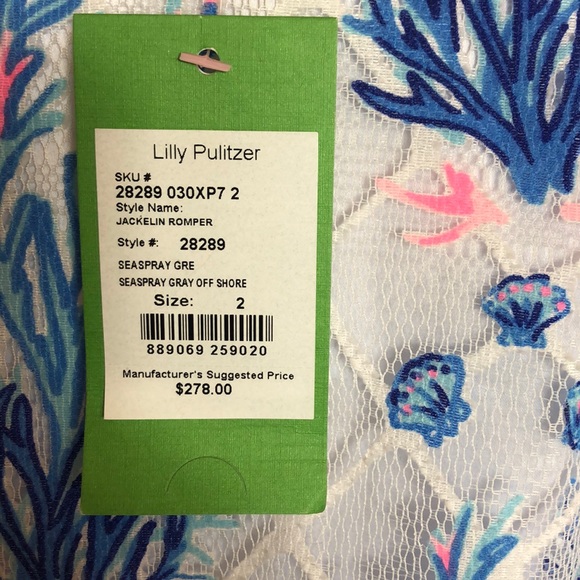 Lilly Pulitzer
SKU #
28289 030XP7 2
Style Name:
JACKELIN ROMPER
Style #: 28289
SEASPRAY GRE
SEASPRAY GRAY OFF SHORE
Size: 2
889069 259020
Manufacturer's Suggested Price
$278.00